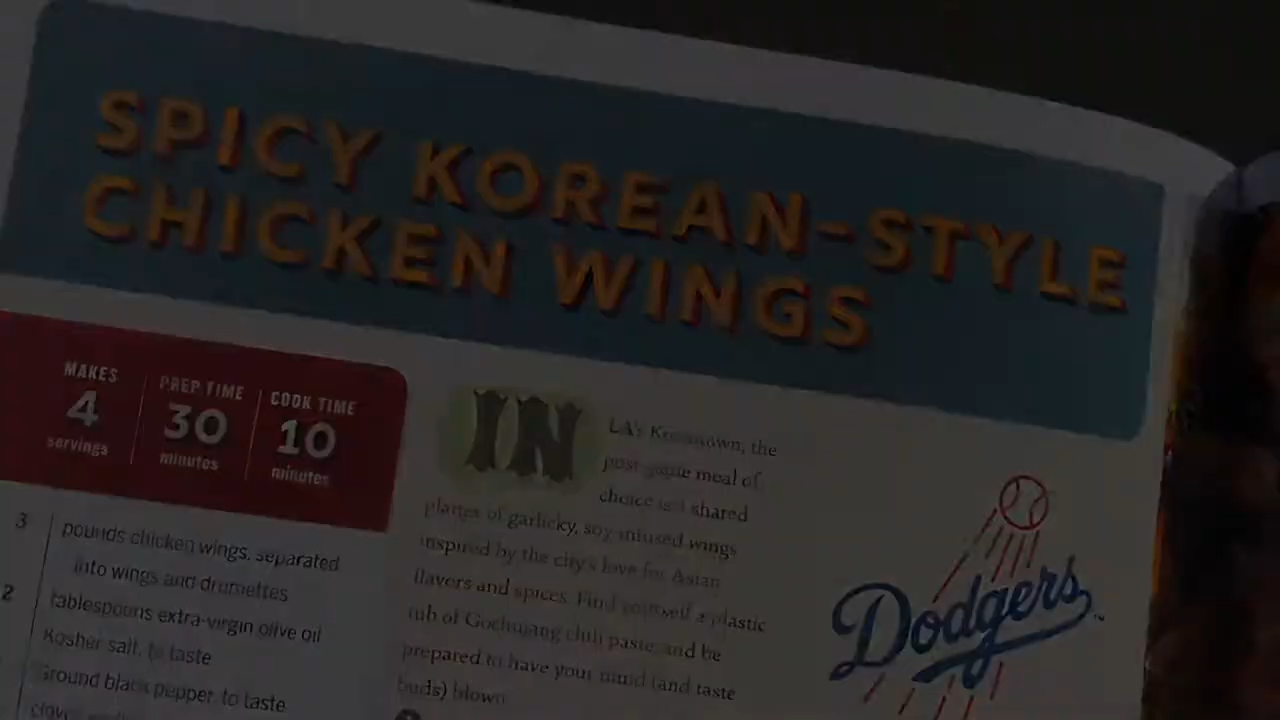 SPICY KOREAN-STYLE
CHICKEN WINGS
MAKES
4
servings
PREP TIME
30
minutes
COOK TIME
10
minutes
3 pounds chicken wings, separated
into wings and drumettes
2 tablespoons extra-virgin olive oil
Kosher salt, to taste
Ground black pepper, to taste
IN LA's Koreatown, the
post-game meal of
choice is a shared
platter of garlicky, soy-infused wings
inspired by the city's love for Asian
flavors and spices. Find yourself a plastic
tub of Gochujang chili paste, and be
prepared to have your mind (and taste
buds) blown
Dodgers